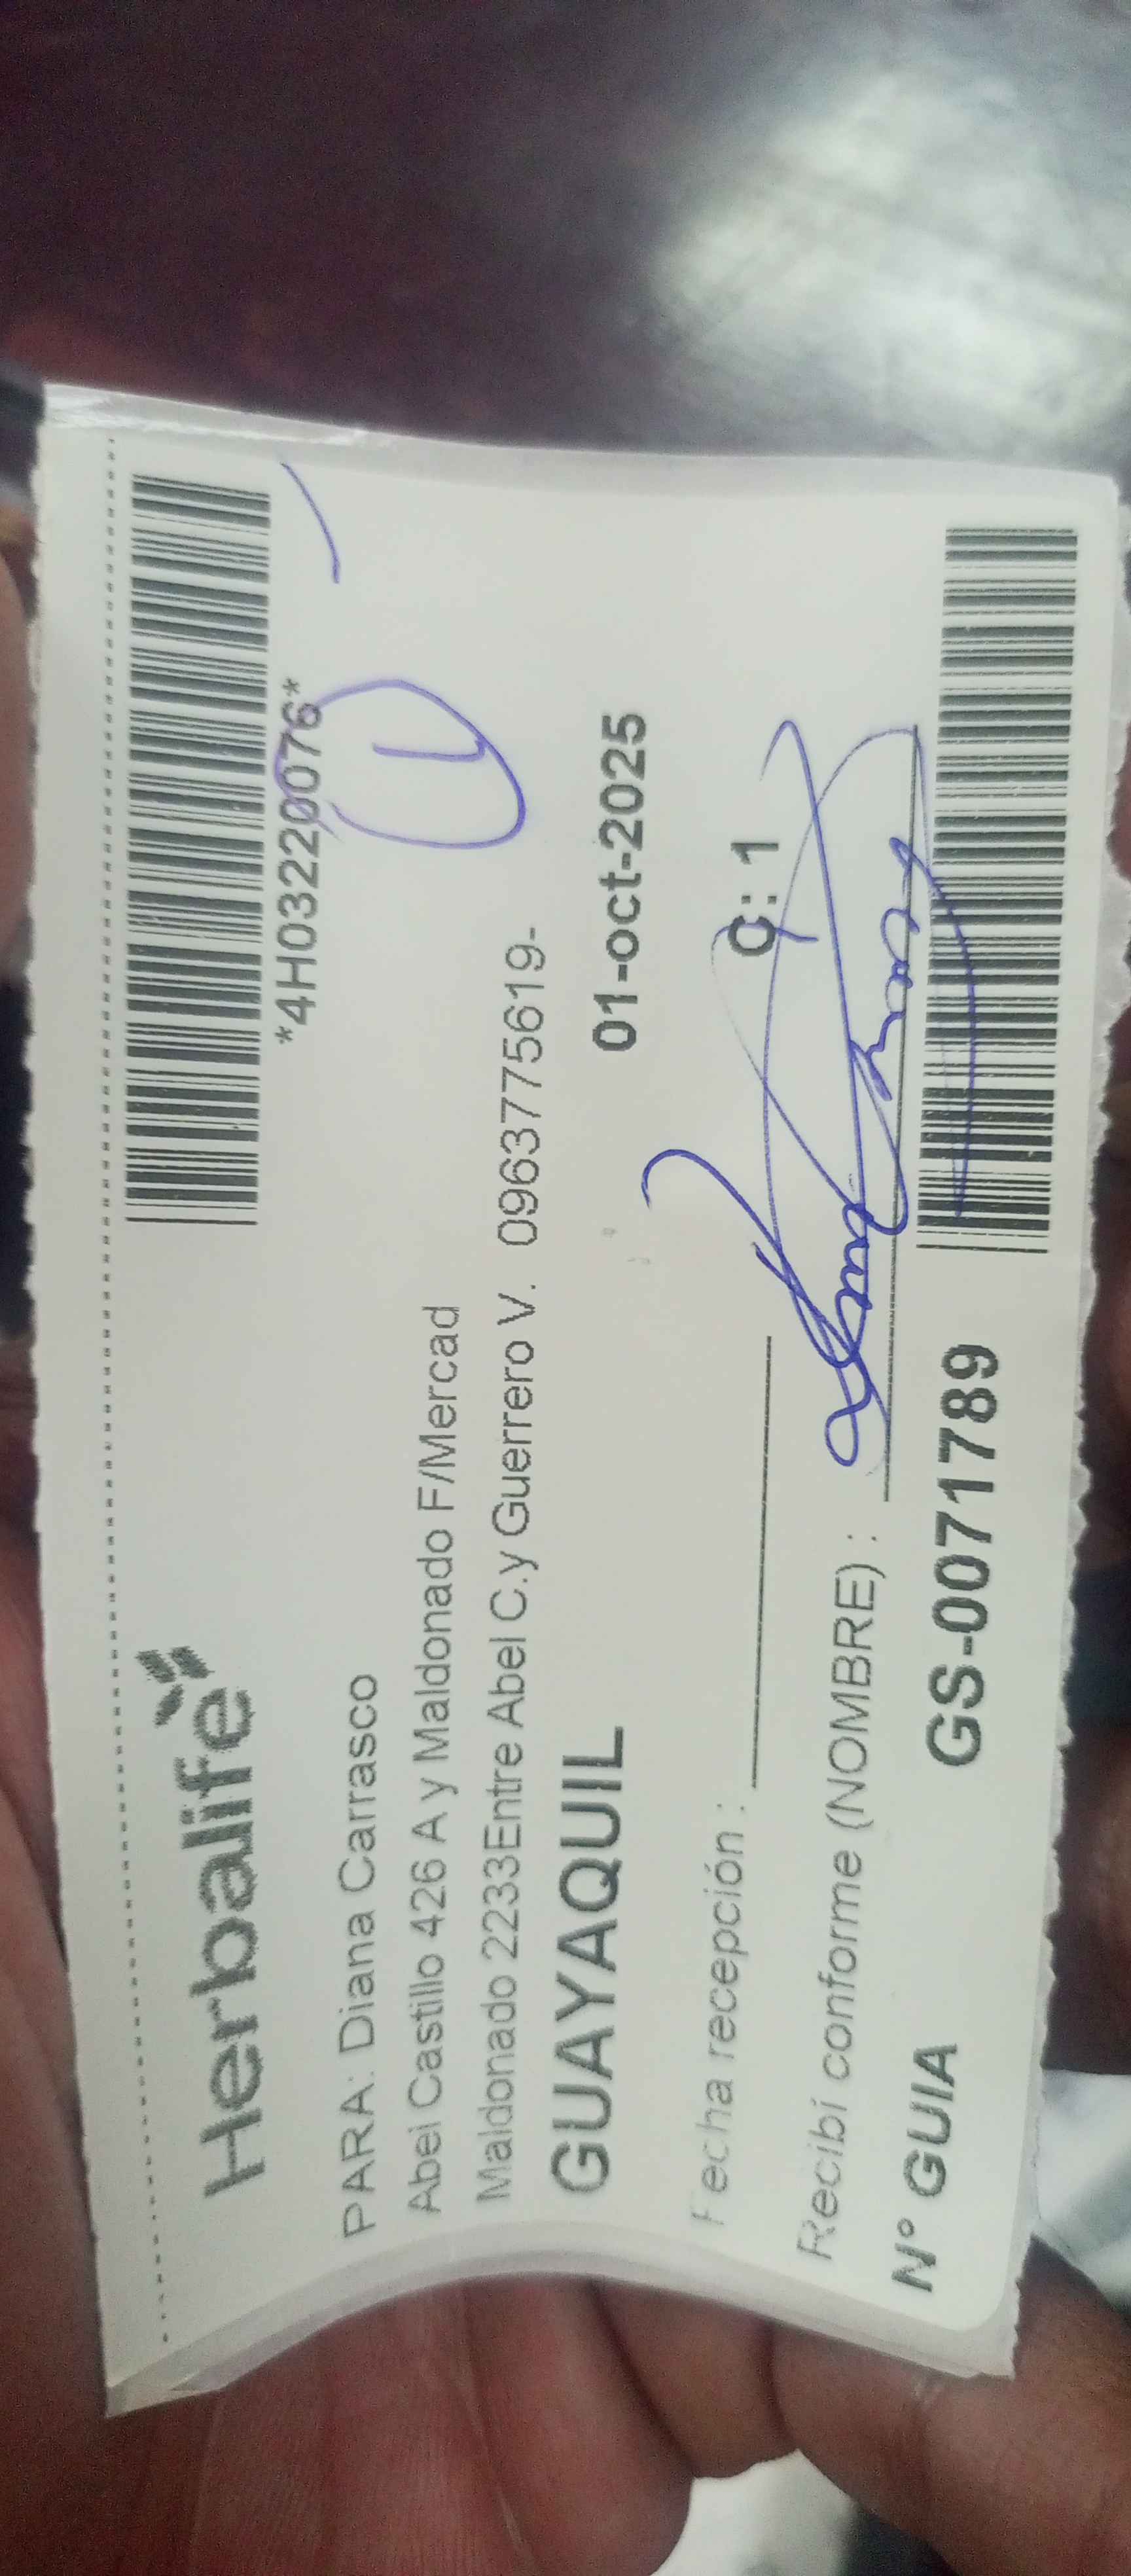 Herbalife
*4H03220076*
PARA: Diana Carrasco
1
Abel Castillo 426 A y Maldonado F/Mercad
Maldonado 2233Entre Abel C.y Guerrero V. 0963775619-
GUAYAQUIL
01-oct-2025
Fecha recepción :
C: 1
Recibí conforme (NOMBRE) :
N° GUIA GS-0071789